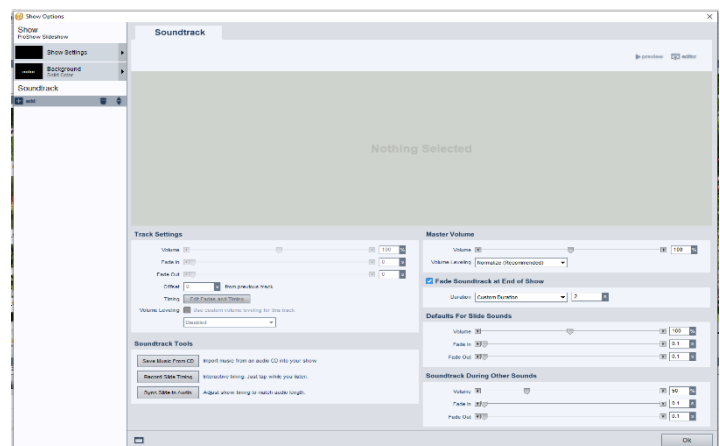 Show Options
Show
ProShow Slideshow
Show Settings
Background
Solid Color
Soundtrack
add
Soundtrack
preview editor
Nothing Selected
Track Settings
Volume 100 %
Fade In 0 s
Fade Out 0 s
Offset 0 s from previous track
Timing Edit Fades and Timing
Volume Leveling Use custom volume leveling for this track
Disabled
Soundtrack Tools
Save Music From CD Import music from an audio CD into your show
Record Slide Timing Interactive timing. Just tap while you listen.
Sync Slide to Audio Adjust show timing to match audio length.
Master Volume
Volume 100 %
Volume Leveling Normalize (Recommended)
Fade Soundtrack at End of Show
Duration Custom Duration 2 s
Defaults For Slide Sounds
Volume 100 %
Fade In 0.1 s
Fade Out 0.1 s
Soundtrack During Other Sounds
Volume 50 %
Fade In 0.1 s
Fade Out 0.1 s
Ok